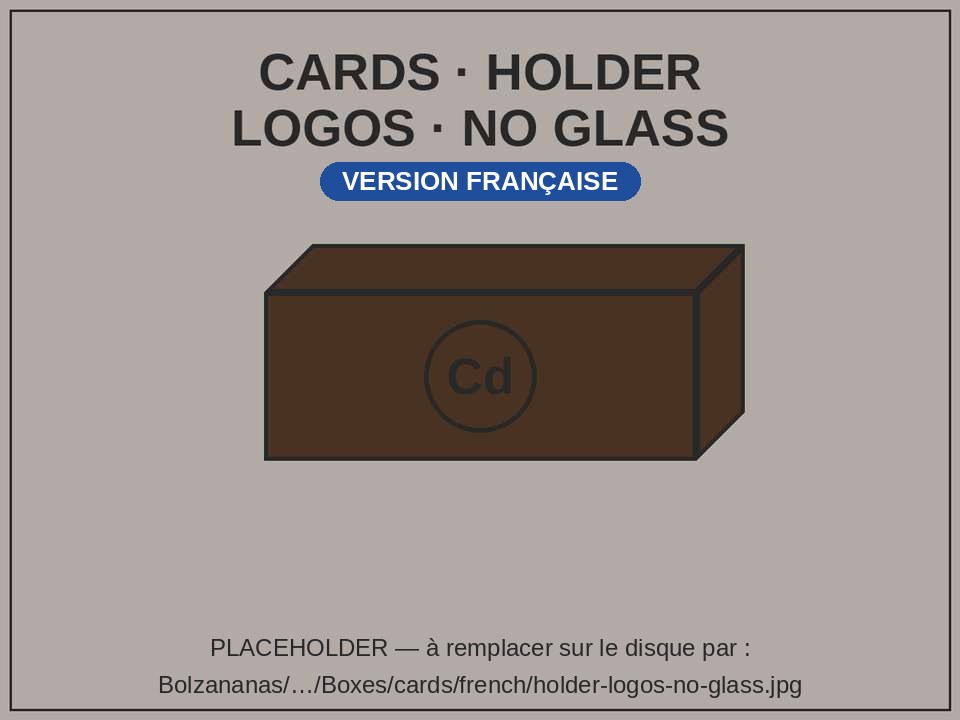 CARDS · HOLDER
LOGOS · NO GLASS
VERSION FRANÇAISE
Cd
PLACEHOLDER — à remplacer sur le disque par :
Bolzananas/…/Boxes/cards/french/holder-logos-no-glass.jpg